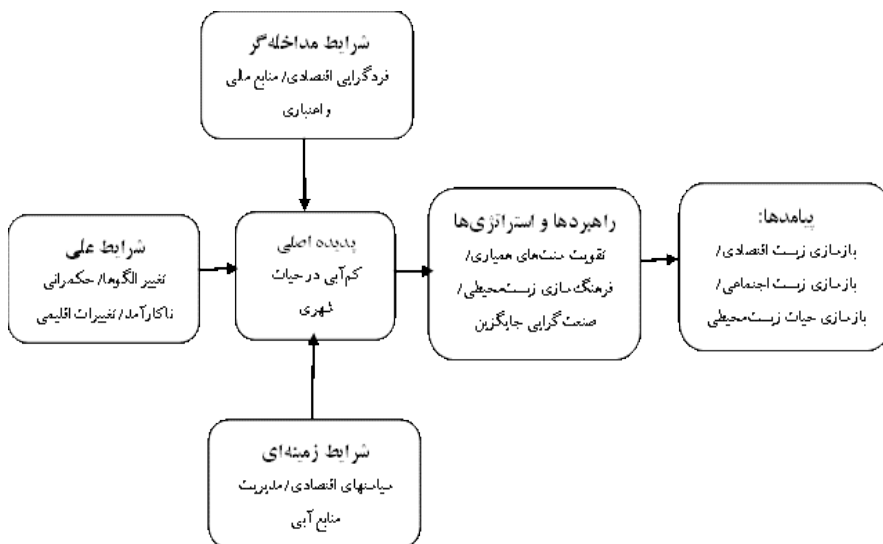 شرایط مداخله‌گر
فردگرایی اقتصادی/ منابع مالی
و اعتباری
شرایط علی
تغییر الگوها/ حکمرانی
ناکارآمد/ تغییرات اقلیمی
پدیده اصلی
کم‌آبی در حیات
شهری
راهبردها و استراتژی‌ها
تقویت سنت‌های همیاری/
فرهنگ‌سازی زیست‌محیطی/
صنعت‌گرایی جایگزین
پیامدها:
بازسازی زیست اقتصادی/
بازسازی زیست اجتماعی/
بازسازی حیات زیست‌محیطی
شرایط زمینه‌ای
سیاستهای اقتصادی/ مدیریت
منابع آبی